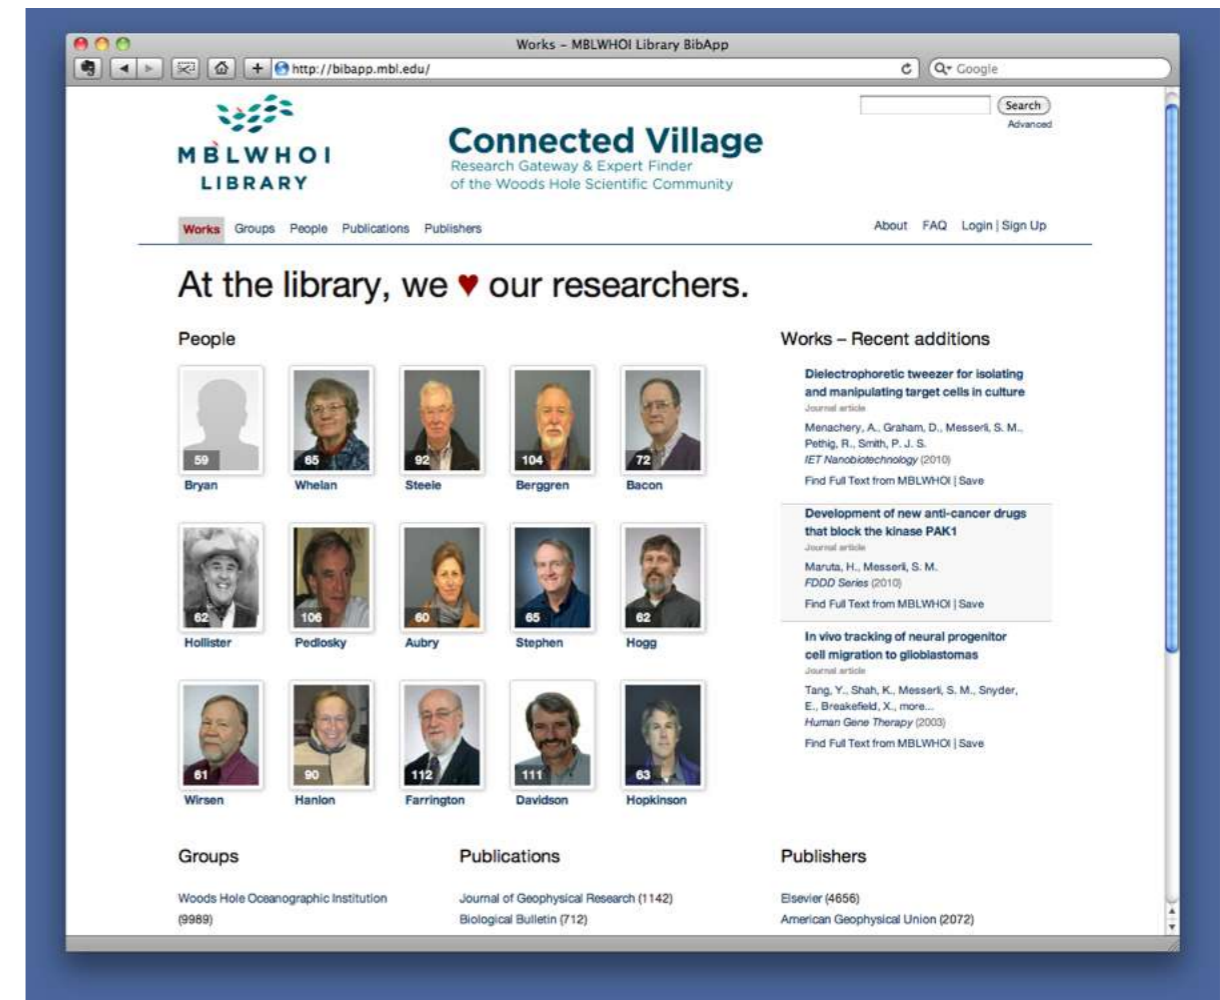 Works – MBLWHOI Library BibApp
http://bibapp.mbl.edu/
Google
MBLWHOI
LIBRARY
Connected Village
Research Gateway & Expert Finder
of the Woods Hole Scientific Community
Search
Advanced
Works Groups People Publications Publishers
About FAQ Login | Sign Up
At the library, we ♥ our researchers.
People
59 65 92 104 72
Bryan Whelan Steele Berggren Bacon
62 106 60 65 62
Hollister Pedlosky Aubry Stephen Hogg
61 90 112 111 63
Wirsen Hanlon Farrington Davidson Hopkinson
Works – Recent additions
Dielectrophoretic tweezer for isolating
and manipulating target cells in culture
Journal article
Menachery, A., Graham, D., Messerli, S. M.,
Pethig, R., Smith, P. J. S.
IET Nanobiotechnology (2010)
Find Full Text from MBLWHOI | Save
Development of new anti-cancer drugs
that block the kinase PAK1
Journal article
Maruta, H., Messerli, S. M.
FDDD Series (2010)
Find Full Text from MBLWHOI | Save
In vivo tracking of neural progenitor
cell migration to glioblastomas
Journal article
Tang, Y., Shah, K., Messerli, S. M., Snyder,
E., Breakefield, X., more...
Human Gene Therapy (2003)
Find Full Text from MBLWHOI | Save
Groups
Woods Hole Oceanographic Institution
(9989)
Publications
Journal of Geophysical Research (1142)
Biological Bulletin (712)
Publishers
Elsevier (4656)
American Geophysical Union (2072)